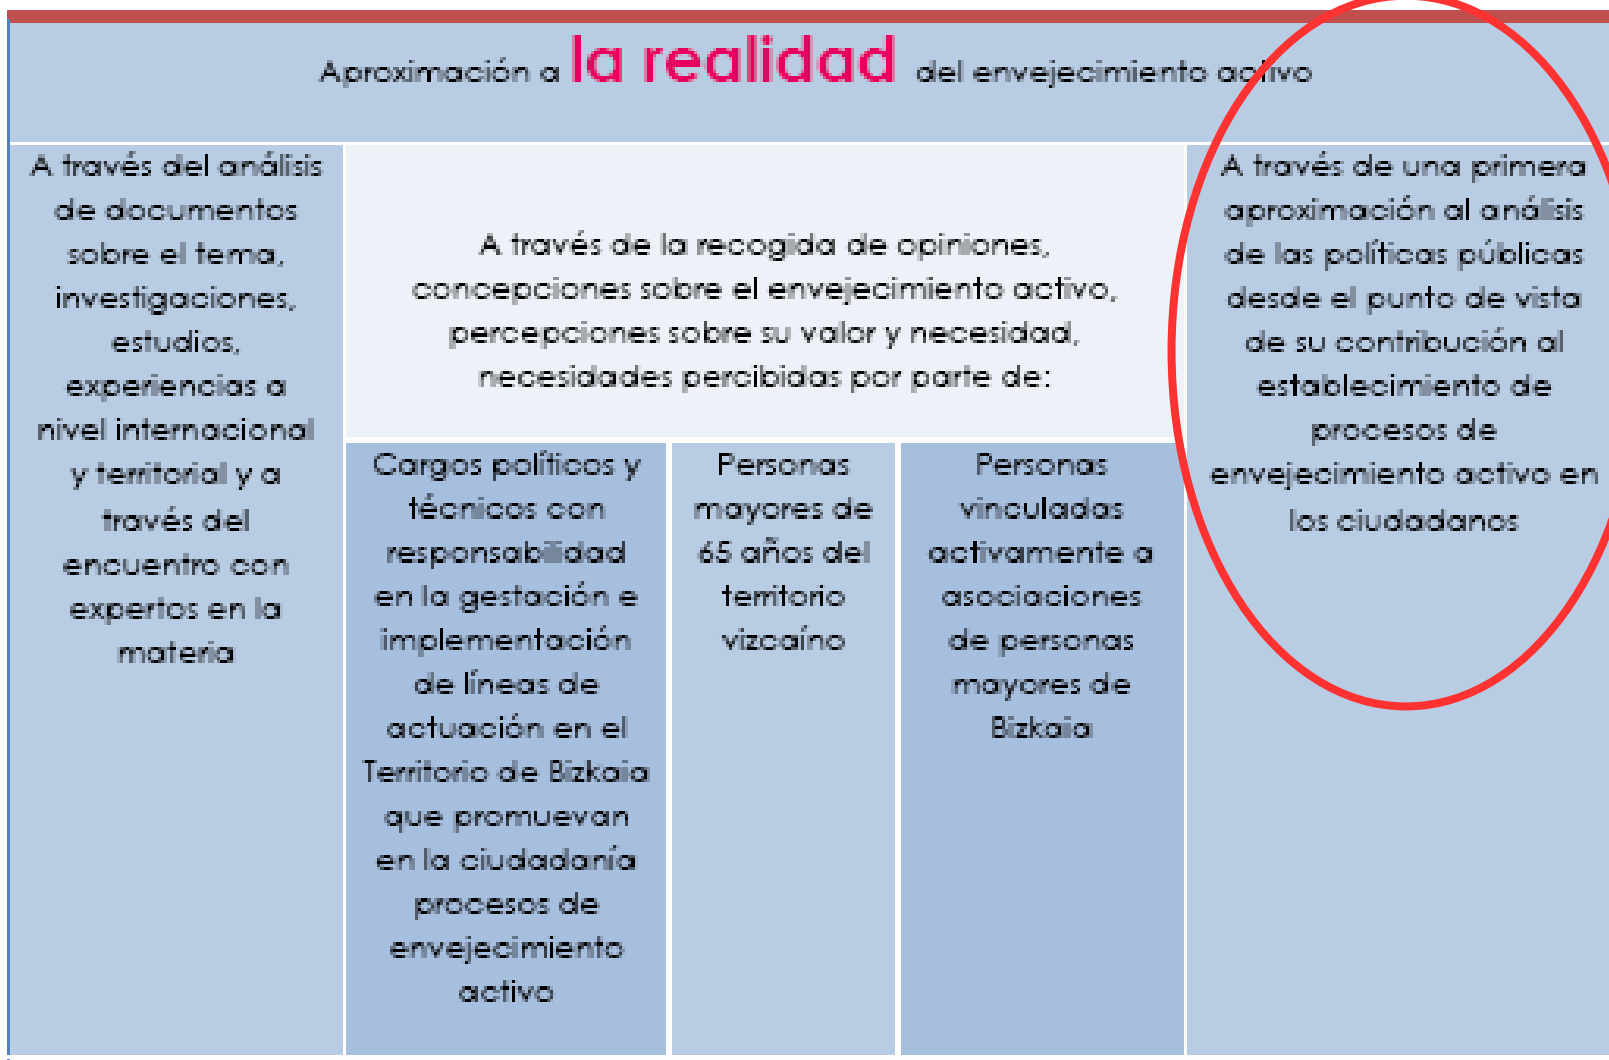 Aproximación a la realidad del envejecimiento activo
A través del análisis
de documentos
sobre el tema,
investigaciones,
estudios,
experiencias a
nivel internacional
y territorial y a
través del
encuentro con
expertos en la
materia
A través de la recogida de opiniones,
concepciones sobre el envejecimiento activo,
percepciones sobre su valor y necesidad,
necesidades percibidas por parte de:
Cargos políticos y
técnicos con
responsabilidad
en la gestación e
implementación
de líneas de
actuación en el
Territorio de Bizkaia
que promuevan
en la ciudadanía
procesos de
envejecimiento
activo
Personas
mayores de
65 años del
territorio
vizcaíno
Personas
vinculadas
activamente a
asociaciones
de personas
mayores de
Bizkaia
A través de una primera
aproximación al análisis
de las políticas públicas
desde el punto de vista
de su contribución al
establecimiento de
procesos de
envejecimiento activo en
los ciudadanos